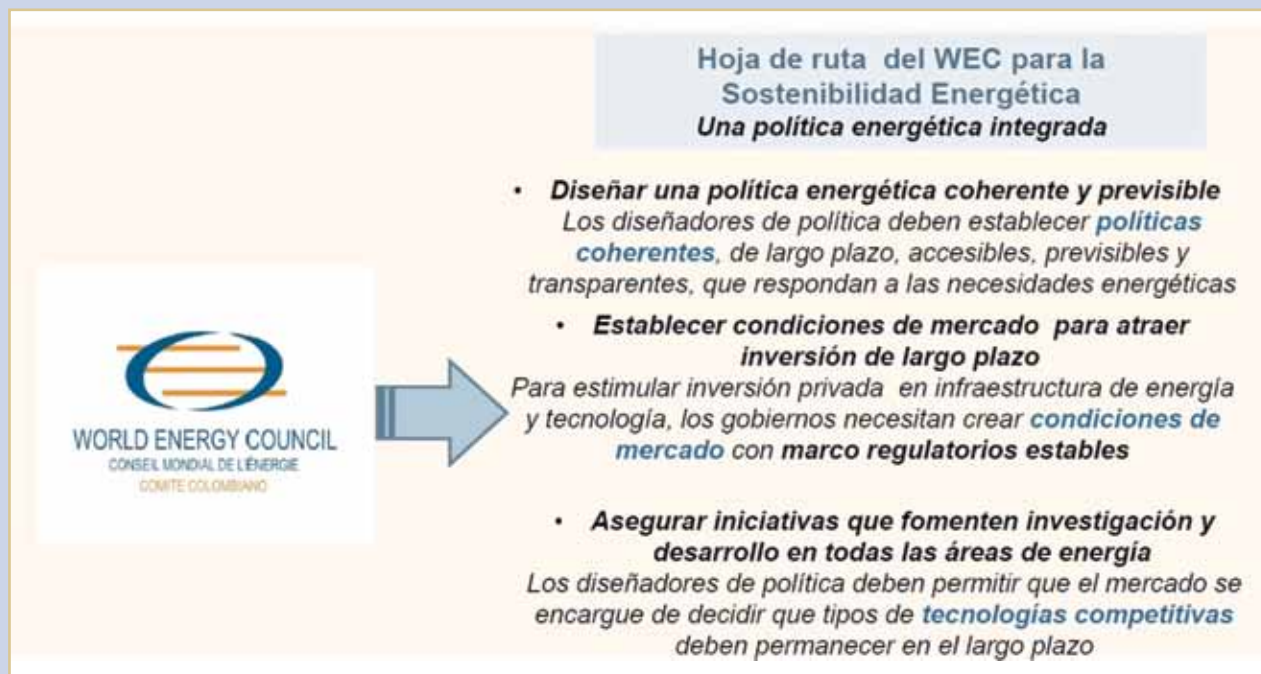 Hoja de ruta del WEC para la
Sostenibilidad Energética
Una política energética integrada
• Diseñar una política energética coherente y previsible
Los diseñadores de política deben establecer políticas
coherentes, de largo plazo, accesibles, previsibles y
transparentes, que respondan a las necesidades energéticas
• Establecer condiciones de mercado para atraer
inversión de largo plazo
Para estimular inversión privada en infraestructura de energía
y tecnología, los gobiernos necesitan crear condiciones de
mercado con marco regulatorios estables
• Asegurar iniciativas que fomenten investigación y
desarrollo en todas las áreas de energía
Los diseñadores de política deben permitir que el mercado se
encargue de decidir que tipos de tecnologías competitivas
deben permanecer en el largo plazo
WORLD ENERGY COUNCIL
CONSEIL MONDIAL DE L'ÉNERGIE
COMITE COLOMBIANO